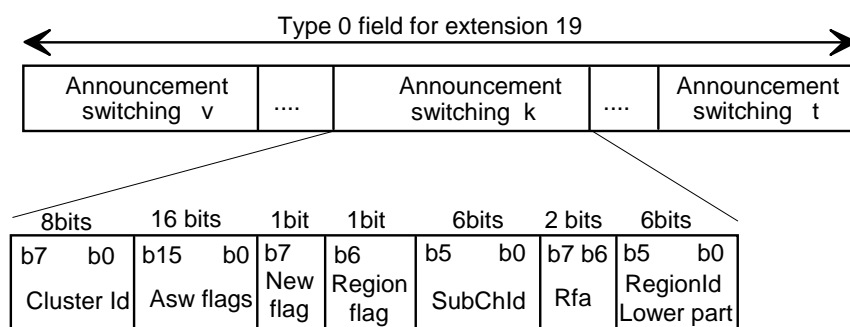 Type 0 field for extension 19
Announcement switching v
....
Announcement switching k
....
Announcement switching t
8bits 16 bits 1bit 1bit 6bits 2 bits 6bits
b7 b0 b15 b0 b7 b6 b5 b0 b7 b6 b5 b0
Cluster Id
Asw flags
New flag
Region flag
SubChId
Rfa
RegionId Lower part